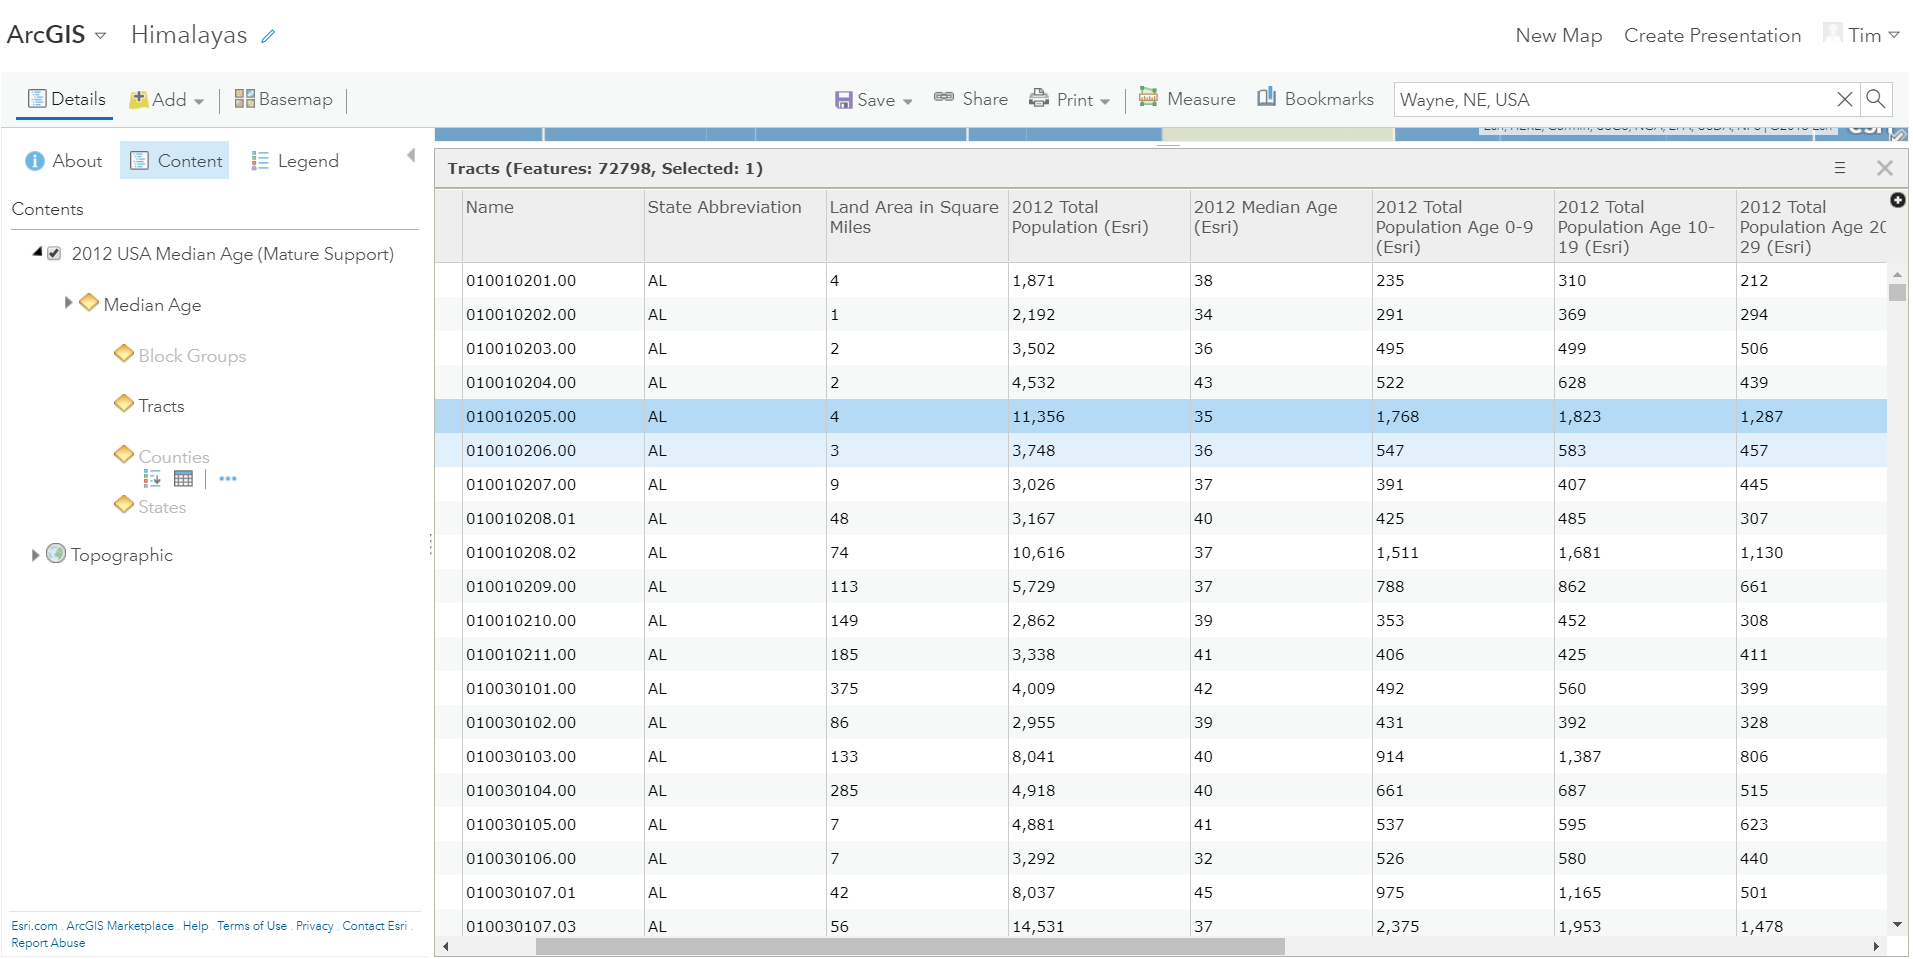 ArcGIS Himalayas New Map Create Presentation Tim
Details Add Basemap Save Share Print Measure Bookmarks Wayne, NE, USA
About Content Legend
Contents
2012 USA Median Age (Mature Support)
Median Age
Block Groups
Tracts
Counties
States
Topographic
Esri.com . ArcGIS Marketplace . Help . Terms of Use . Privacy . Contact Esri .
Report Abuse
Tracts (Features: 72798, Selected: 1)
Name State Abbreviation Land Area in Square 2012 Total 2012 Median Age 2012 Total 2012 Total 2012 Total
Miles Population (Esri) (Esri) Population Age 0-9 Population Age 10- Population Age 20
(Esri) 19 (Esri) 29 (Esri)
010010201.00 AL 4 1,871 38 235 310 212
010010202.00 AL 1 2,192 34 291 369 294
010010203.00 AL 2 3,502 36 495 499 506
010010204.00 AL 2 4,532 43 522 628 439
010010205.00 AL 4 11,356 35 1,768 1,823 1,287
010010206.00 AL 3 3,748 36 547 583 457
010010207.00 AL 9 3,026 37 391 407 445
010010208.01 AL 48 3,167 40 425 485 307
010010208.02 AL 74 10,616 37 1,511 1,681 1,130
010010209.00 AL 113 5,729 37 788 862 661
010010210.00 AL 149 2,862 39 353 452 308
010010211.00 AL 185 3,338 41 406 425 411
010030101.00 AL 375 4,009 42 492 560 399
010030102.00 AL 86 2,955 39 431 392 328
010030103.00 AL 133 8,041 40 914 1,387 806
010030104.00 AL 285 4,918 40 661 687 515
010030105.00 AL 7 4,881 41 537 595 623
010030106.00 AL 7 3,292 32 526 580 440
010030107.01 AL 42 8,037 45 975 1,165 501
010030107.03 AL 56 14,531 37 2,375 1,953 1,478